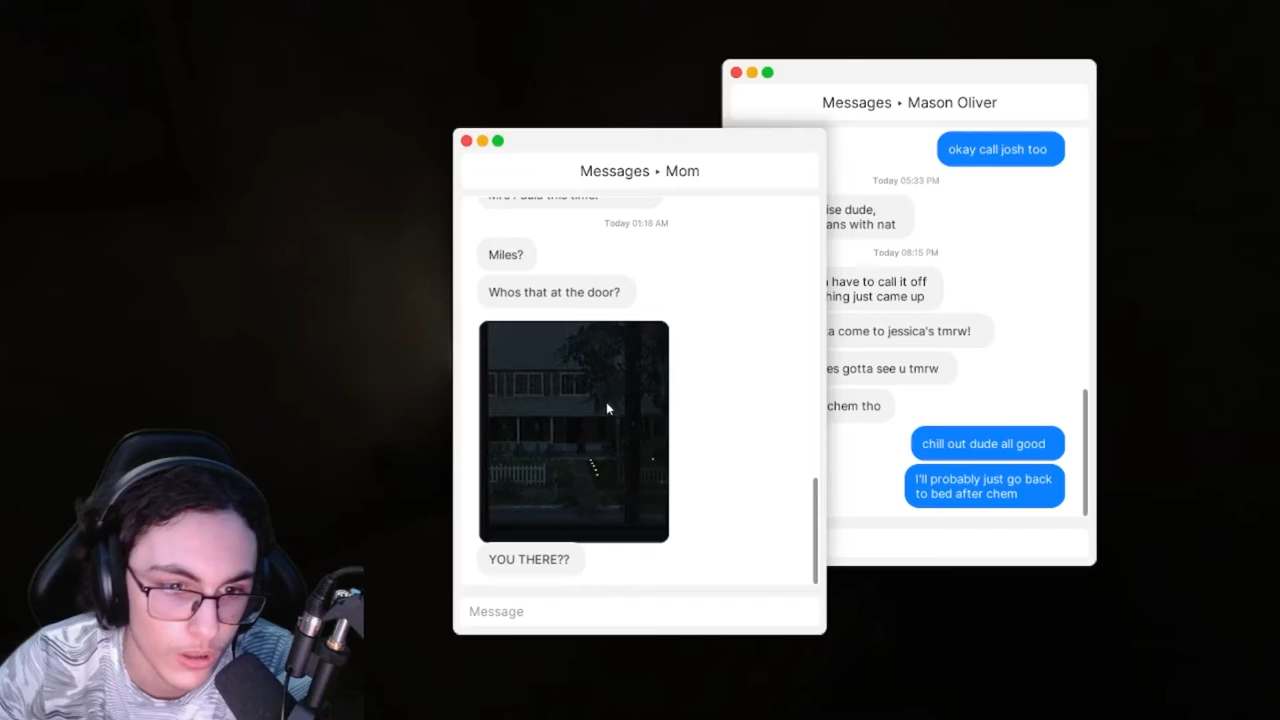 Messages ▸ Mom
Today 01:18 AM
Miles?
Whos that at the door?
YOU THERE??
Message
Messages ▸ Mason Oliver
okay call josh too
Today 05:33 PM
ise dude,
ans with nat
Today 08:15 PM
have to call it off
hing just came up
a come to jessica's tmrw!
es gotta see u tmrw
chem tho
chill out dude all good
I'll probably just go back
to bed after chem